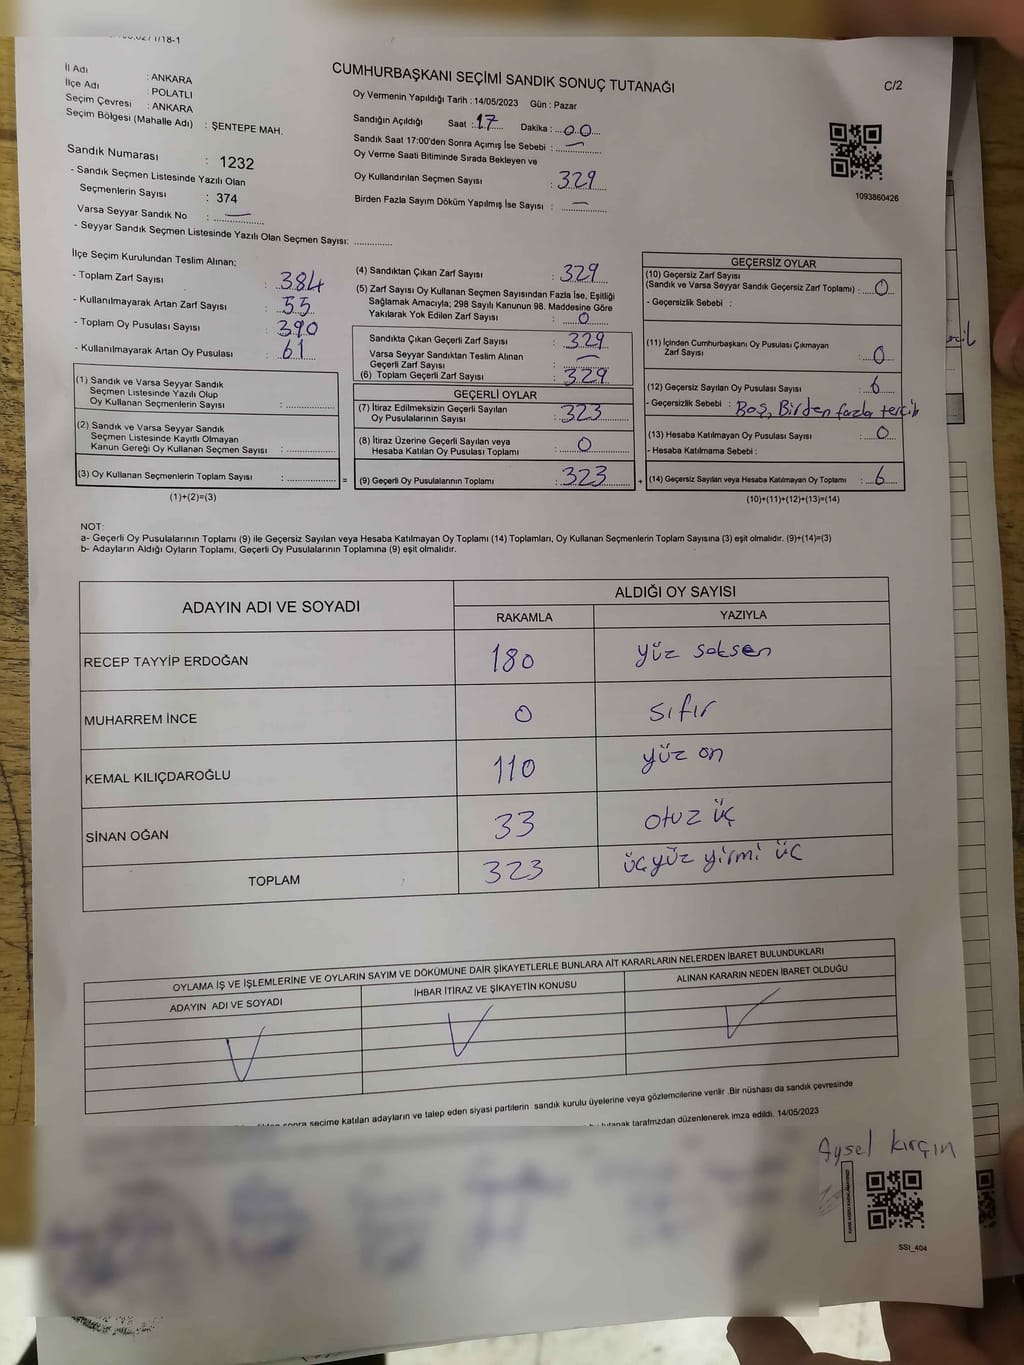 CUMHURBAŞKANI SEÇİMİ SANDIK SONUÇ TUTANAĞI
C/2
İl Adı : ANKARA
İlçe Adı : POLATLI
Seçim Çevresi : ANKARA
Seçim Bölgesi (Mahalle Adı) : ŞENTEPE MAH.
Sandık Numarası : 1232
- Sandık Seçmen Listesinde Yazılı Olan
Seçmenlerin Sayısı : 374
Varsa Seyyar Sandık No :
- Seyyar Sandık Seçmen Listesinde Yazılı Olan Seçmen Sayısı:
Oy Vermenin Yapıldığı Tarih : 14/05/2023 Gün : Pazar
Sandığın Açıldığı Saat : 17 Dakika : 00
Sandık Saat 17:00'den Sonra Açımış İse Sebebi : —
Oy Verme Saati Bitiminde Sırada Bekleyen ve
Oy Kullandırılan Seçmen Sayısı : 329
Birden Fazla Sayım Döküm Yapılmış İse Sayısı : —
1093860426
İlçe Seçim Kurulundan Teslim Alınan;
- Toplam Zarf Sayısı : 384
- Kullanılmayarak Artan Zarf Sayısı : 55
- Toplam Oy Pusulası Sayısı : 390
- Kullanılmayarak Artan Oy Pusulası : 61
(1) Sandık ve Varsa Seyyar Sandık
Seçmen Listesinde Yazılı Olup
Oy Kullanan Seçmenlerin Sayısı :
(2) Sandık ve Varsa Seyyar Sandık
Seçmen Listesinde Kayıtlı Olmayan
Kanun Gereği Oy Kullanan Seçmen Sayısı :
(3) Oy Kullanan Seçmenlerin Toplam Sayısı : =
(1)+(2)=(3)
(4) Sandıktan Çıkan Zarf Sayısı : 329
(5) Zarf Sayısı Oy Kullanan Seçmen Sayısından Fazla İse, Eşitliği
Sağlamak Amacıyla; 298 Sayılı Kanunun 98. Maddesine Göre
Yakılarak Yok Edilen Zarf Sayısı : 0
Sandıkta Çıkan Geçerli Zarf Sayısı : 329
Varsa Seyyar Sandıktan Teslim Alınan
Geçerli Zarf Sayısı : —
(6) Toplam Geçerli Zarf Sayısı : 329
GEÇERLİ OYLAR
(7) İtiraz Edilmeksizin Geçerli Sayılan
Oy Pusulalarının Sayısı : 323
(8) İtiraz Üzerine Geçerli Sayılan veya
Hesaba Katılan Oy Pusulası Toplamı : 0
(9) Geçerli Oy Pusulalarının Toplamı : 323 +
GEÇERSİZ OYLAR
(10) Geçersiz Zarf Sayısı
(Sandık ve Varsa Seyyar Sandık Geçersiz Zarf Toplamı) : 0
- Geçersizlik Sebebi :
(11) İçinden Cumhurbaşkanı Oy Pusulası Çıkmayan
Zarf Sayısı : 0
(12) Geçersiz Sayılan Oy Pusulası Sayısı : 6
- Geçersizlik Sebebi : Boş, Birden fazla tercih
(13) Hesaba Katılmayan Oy Pusulası Sayısı : 0
- Hesaba Katılmama Sebebi :
(14) Geçersiz Sayılan veya Hesaba Katılmayan Oy Toplamı : 6
(10)+(11)+(12)+(13)=(14)
NOT:
a- Geçerli Oy Pusulalarının Toplamı (9) ile Geçersiz Sayılan veya Hesaba Katılmayan Oy Toplamı (14) Toplamları, Oy Kullanan Seçmenlerin Toplam Sayısına (3) eşit olmalıdır. (9)+(14)=(3)
b- Adayların Aldığı Oyların Toplamı, Geçerli Oy Pusulalarının Toplamına (9) eşit olmalıdır.
ADAYIN ADI VE SOYADI
ALDIĞI OY SAYISI
RAKAMLA YAZIYLA
RECEP TAYYİP ERDOĞAN 180 yüz seksen
MUHARREM İNCE 0 sıfır
KEMAL KILIÇDAROĞLU 110 yüz on
SİNAN OĞAN 33 otuz üç
TOPLAM 323 üçyüz yirmi üç
OYLAMA İŞ VE İŞLEMLERİNE VE OYLARIN SAYIM VE DÖKÜMÜNE DAİR ŞİKAYETLERLE BUNLARA AİT KARARLARIN NELERDEN İBARET BULUNDUKLARI
ADAYIN ADI VE SOYADI
İHBAR İTİRAZ VE ŞİKAYETİN KONUSU
ALINAN KARARIN NEDEN İBARET OLDUĞU
sonra seçime katılan adayların ve talep eden siyasi partilerin sandık kurulu üyelerine veya gözlemcilerine verilir .Bir nüshası da sandık çevresinde
tutanak tarafmzdan düzenlenerek imza edildi. 14/05/2023
Aysel kırçın
SSI_404